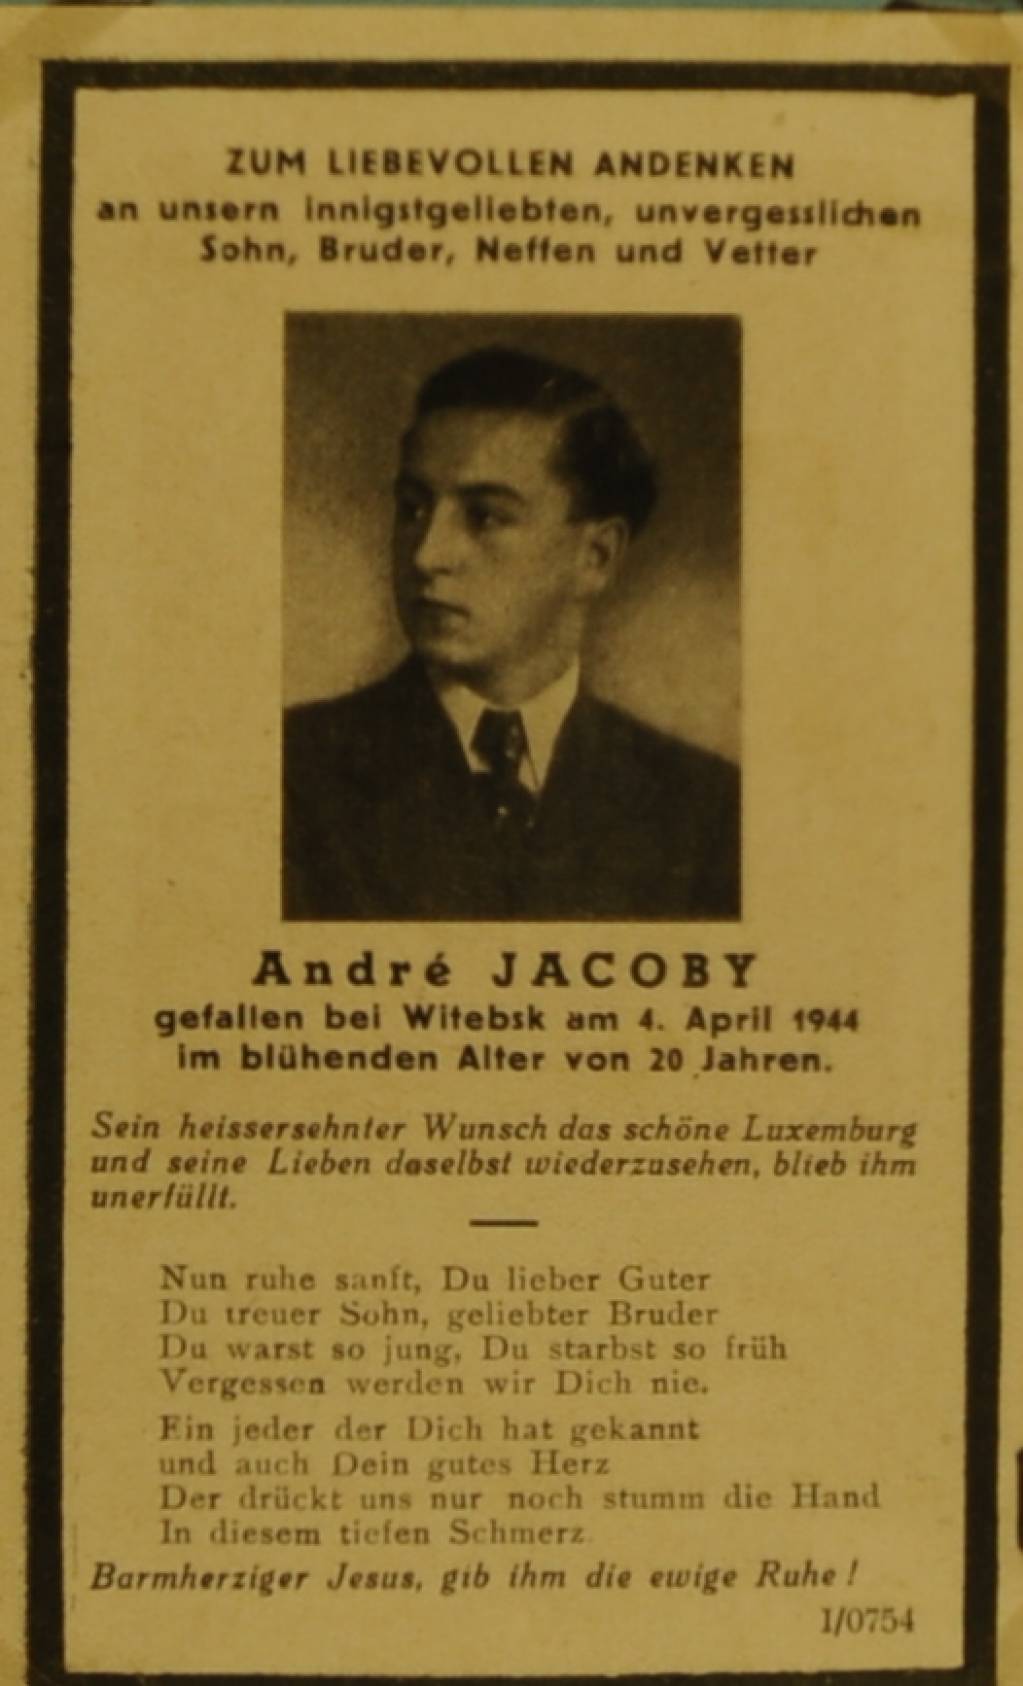 ZUM LIEBEVOLLEN ANDENKEN
an unsern innigstgeliebten, unvergesslichen
Sohn, Bruder, Neffen und Vetter
André JACOBY
gefallen bei Witebsk am 4. April 1944
im blühenden Alter von 20 Jahren.
Sein heissersehnter Wunsch das schöne Luxemburg
und seine Lieben daselbst wiederzusehen, blieb ihm
unerfüllt.
Nun ruhe sanft, Du lieber Guter
Du treuer Sohn, geliebter Bruder
Du warst so jung, Du starbst so früh
Vergessen werden wir Dich nie.
Ein jeder der Dich hat gekannt
und auch Dein gutes Herz
Der drückt uns nur noch stumm die Hand
In diesem tiefen Schmerz.
Barmherziger Jesus, gib ihm die ewige Ruhe !
I/0754